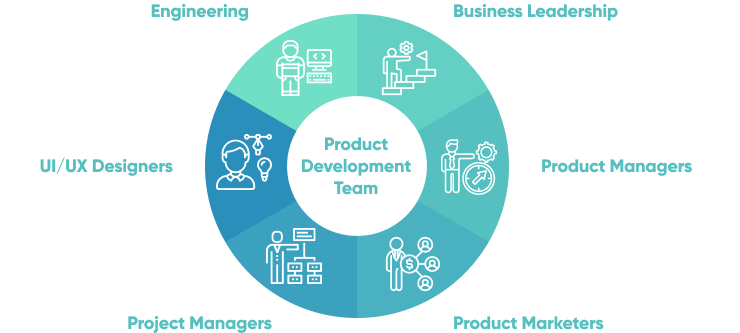 Engineering
Business Leadership
Product
Development
Team
UI/UX Designers
Product Managers
Project Managers
Product Marketers